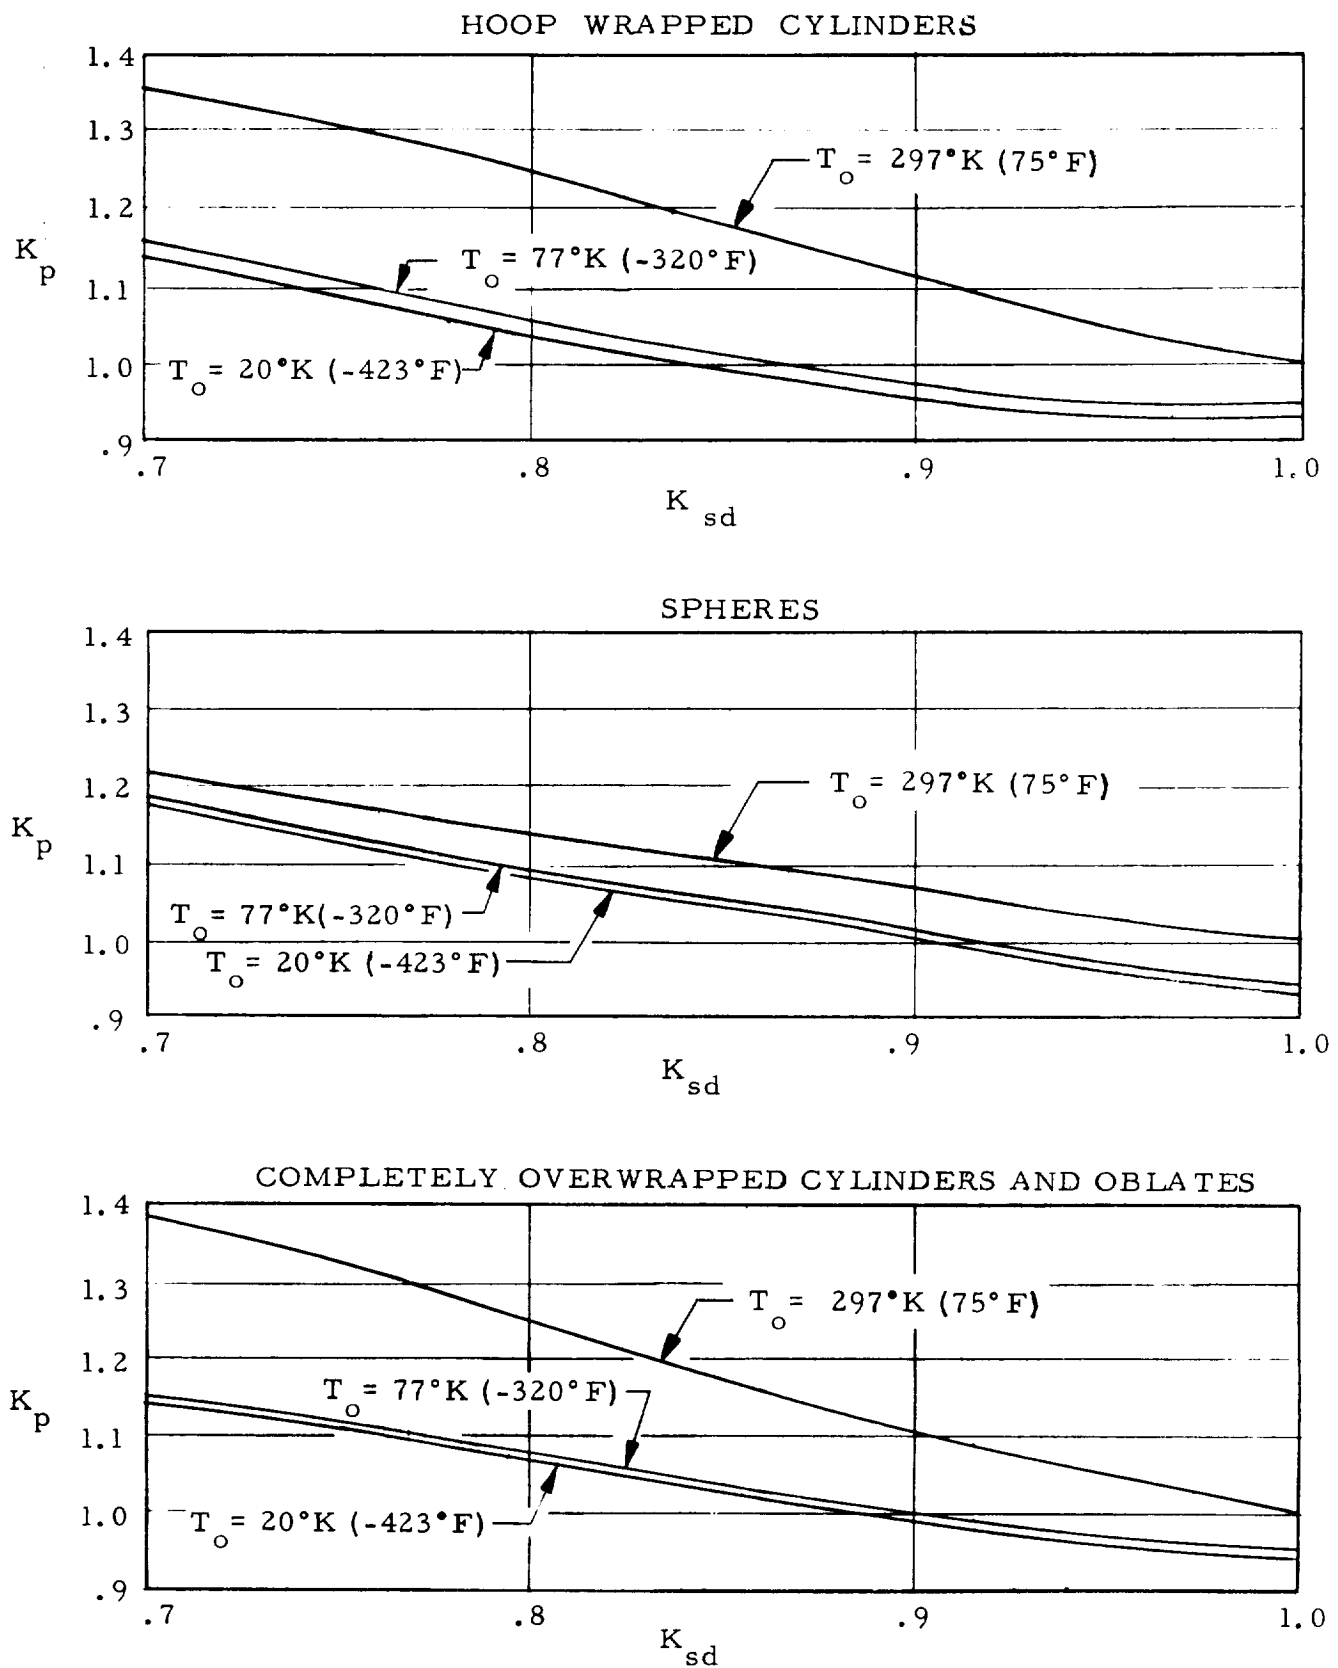 HOOP WRAPPED CYLINDERS
1.4
1.3
1.2
1.1
1.0
.9
K p
T o = 297°K (75°F)
T o = 77°K (-320°F)
T o = 20°K (-423°F)
.7 .8 .9 1.0
K sd
SPHERES
1.4
1.3
1.2
1.1
1.0
.9
K p
T o = 297°K (75°F)
T o = 77°K(-320°F)
T o = 20°K (-423°F)
.7 .8 .9 1.0
K sd
COMPLETELY OVERWRAPPED CYLINDERS AND OBLATES
1.4
1.3
1.2
1.1
1.0
.9
K p
T o = 297°K (75°F)
T o = 77°K (-320°F)
T o = 20°K (-423°F)
.7 .8 .9 1.0
K sd